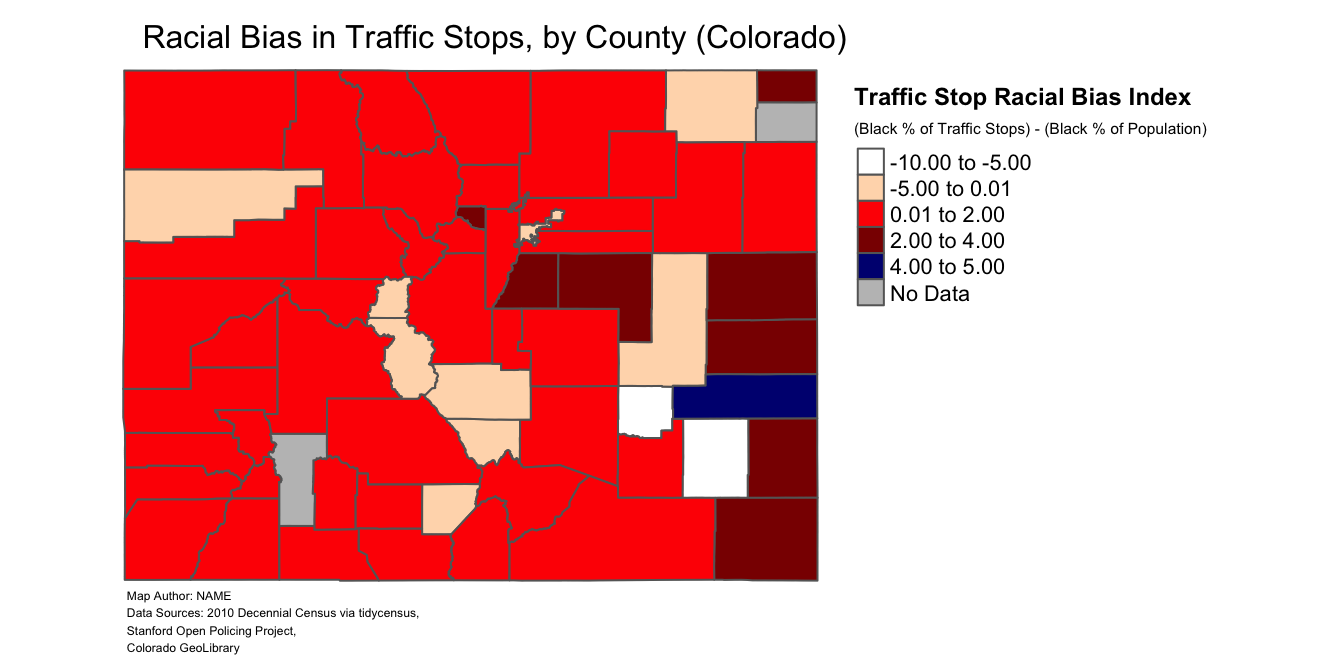 Racial Bias in Traffic Stops, by County (Colorado)
Traffic Stop Racial Bias Index
(Black % of Traffic Stops) - (Black % of Population)
-10.00 to -5.00
-5.00 to 0.01
0.01 to 2.00
2.00 to 4.00
4.00 to 5.00
No Data
Map Author: NAME
Data Sources: 2010 Decennial Census via tidycensus,
Stanford Open Policing Project,
Colorado GeoLibrary